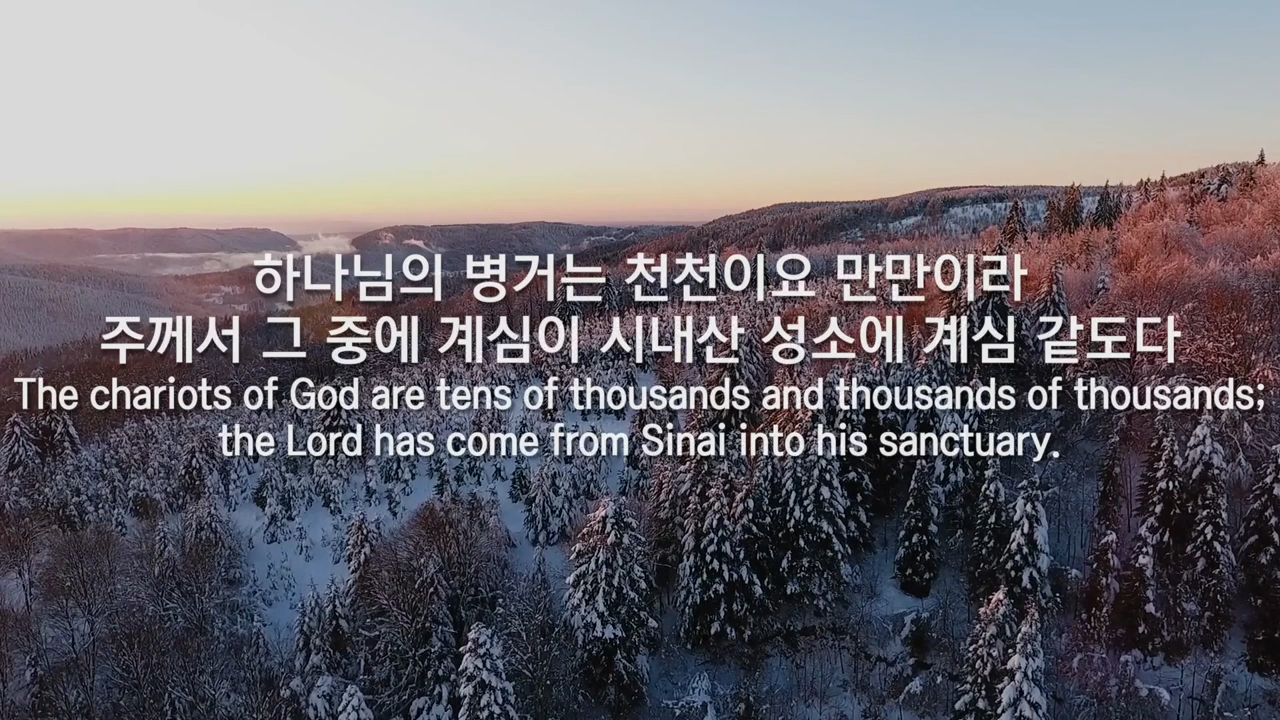 하나님의 병거는 천천이요 만만이라
주께서 그 중에 계심이 시내산 성소에 계심 같도다
The chariots of God are tens of thousands and thousands of thousands;
the Lord has come from Sinai into his sanctuary.